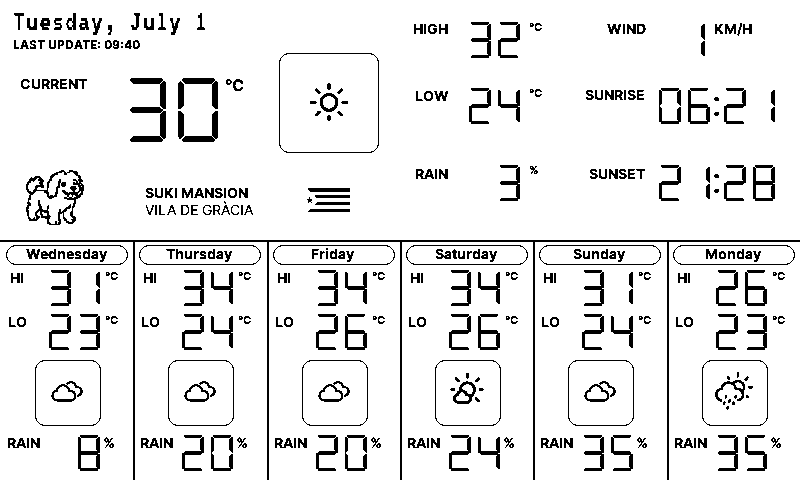 Tuesday, July 1
LAST UPDATE: 09:40
CURRENT 30 °C
SUKI MANSION
VILA DE GRÀCIA
HIGH 32 °C
LOW 24 °C
RAIN 3 %
WIND 1 KM/H
SUNRISE 06:21
SUNSET 21:28
Wednesday
HI 31 °C
LO 23 °C
RAIN 8 %
Thursday
HI 34 °C
LO 24 °C
RAIN 20 %
Friday
HI 34 °C
LO 26 °C
RAIN 20 %
Saturday
HI 34 °C
LO 26 °C
RAIN 24 %
Sunday
HI 31 °C
LO 24 °C
RAIN 35 %
Monday
HI 26 °C
LO 23 °C
RAIN 35 %